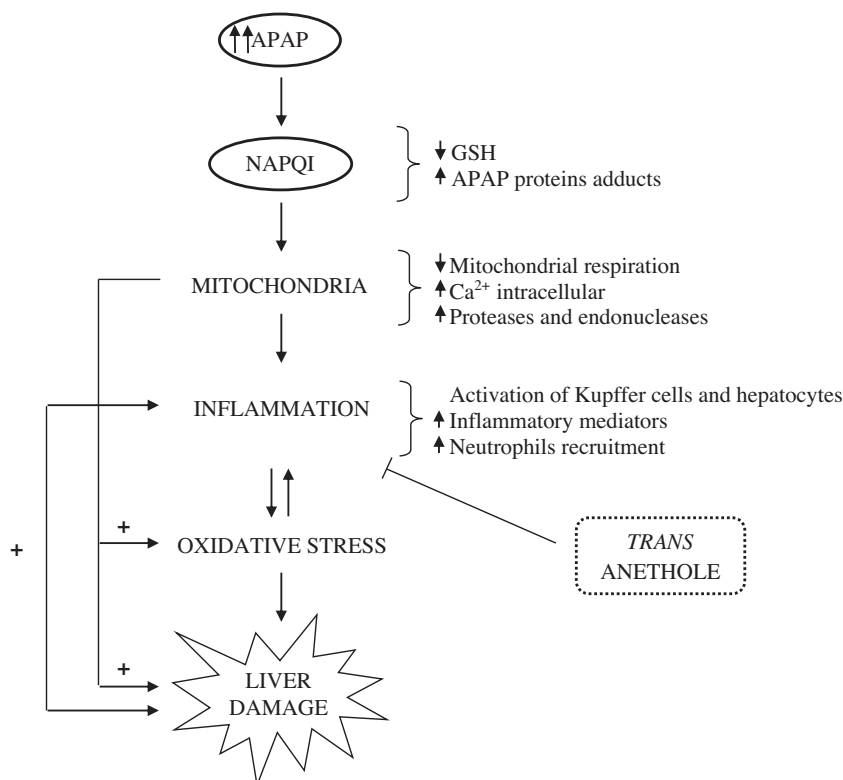 ↑↑APAP
NAPQI
↓ GSH
↑ APAP proteins adducts
MITOCHONDRIA
↓ Mitochondrial respiration
↑ Ca²⁺ intracellular
↑ Proteases and endonucleases
INFLAMMATION
Activation of Kupffer cells and hepatocytes
↑ Inflammatory mediators
↑ Neutrophils recruitment
+
+
OXIDATIVE STRESS
TRANS
ANETHOLE
+
LIVER
DAMAGE